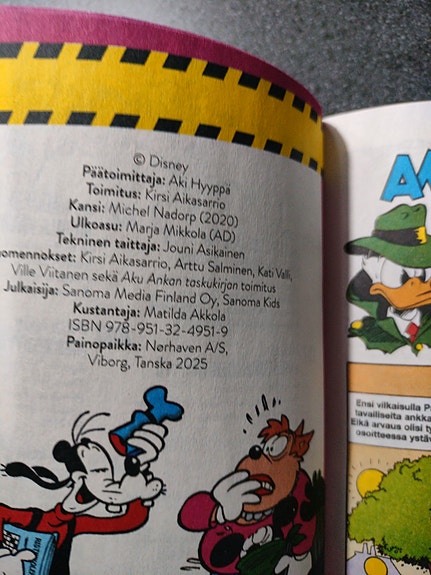 © Disney
Päätoimittaja: Aki Hyyppä
Toimitus: Kirsi Aikasarrio
Kansi: Michel Nadorp (2020)
Ulkoasu: Marja Mikkola (AD)
Tekninen taittaja: Jouni Asikainen
uomennokset: Kirsi Aikasarrio, Arttu Salminen, Kati Valli,
Ville Viitanen sekä Aku Ankan taskukirjan toimitus
Julkaisija: Sanoma Media Finland Oy, Sanoma Kids
Kustantaja: Matilda Akkola
ISBN 978-951-32-4951-9
Painopaikka: Nørhaven A/S,
Viborg, Tanska 2025
Ensi vilkaisulla
tavailliseita ankka
Eikä arvaus olisi
osoitteessa ystäv